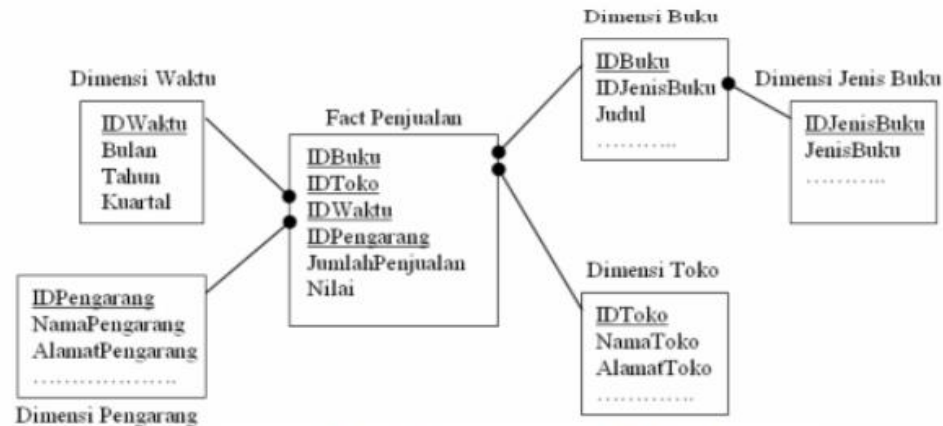 Dimensi Waktu
IDWaktu
Bulan
Tahun
Kuartal
IDPengarang
NamaPengarang
AlamatPengarang
………………..
Dimensi Pengarang
Fact Penjualan
IDBuku
IDToko
IDWaktu
IDPengarang
JumlahPenjualan
Nilai
Dimensi Buku
IDBuku
IDJenisBuku
Judul
………...
Dimensi Jenis Buku
IDJenisBuku
JenisBuku
………...
Dimensi Toko
IDToko
NamaToko
AlamatToko
………….